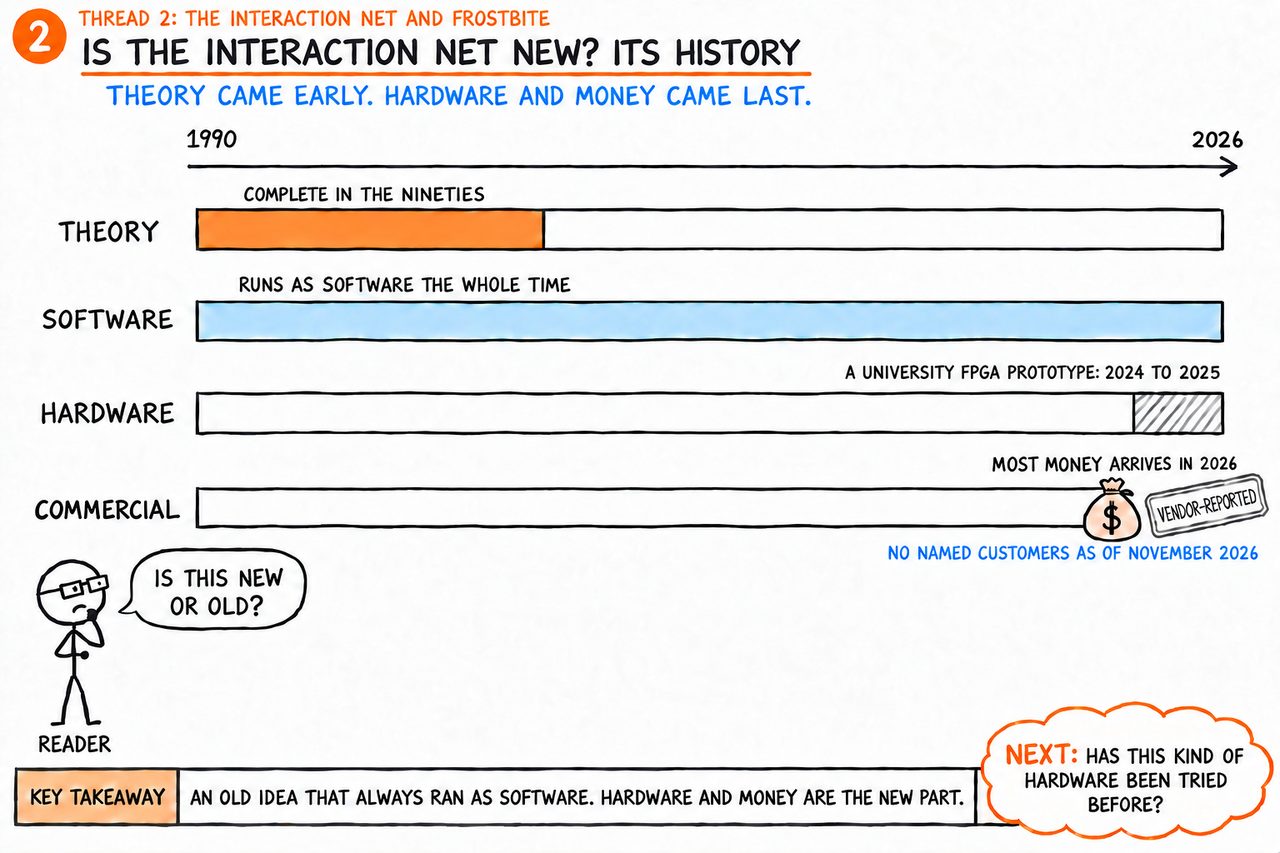 2
THREAD 2: THE INTERACTION NET AND FROSTBITE
IS THE INTERACTION NET NEW? ITS HISTORY
THEORY CAME EARLY. HARDWARE AND MONEY CAME LAST.
1990
2026
COMPLETE IN THE NINETIES
THEORY
RUNS AS SOFTWARE THE WHOLE TIME
SOFTWARE
A UNIVERSITY FPGA PROTOTYPE: 2024 TO 2025
HARDWARE
MOST MONEY ARRIVES IN 2026
COMMERCIAL
$
VENDOR-REPORTED
NO NAMED CUSTOMERS AS OF NOVEMBER 2026
IS THIS NEW
OR OLD?
READER
KEY TAKEAWAY
AN OLD IDEA THAT ALWAYS RAN AS SOFTWARE. HARDWARE AND MONEY ARE THE NEW PART.
NEXT: HAS THIS KIND OF
HARDWARE BEEN TRIED
BEFORE?